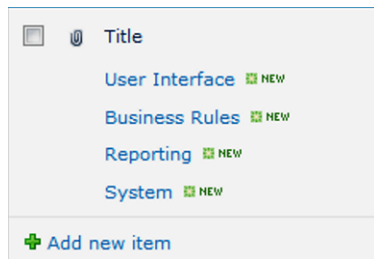 Title
User Interface NEW
Business Rules NEW
Reporting NEW
System NEW
Add new item